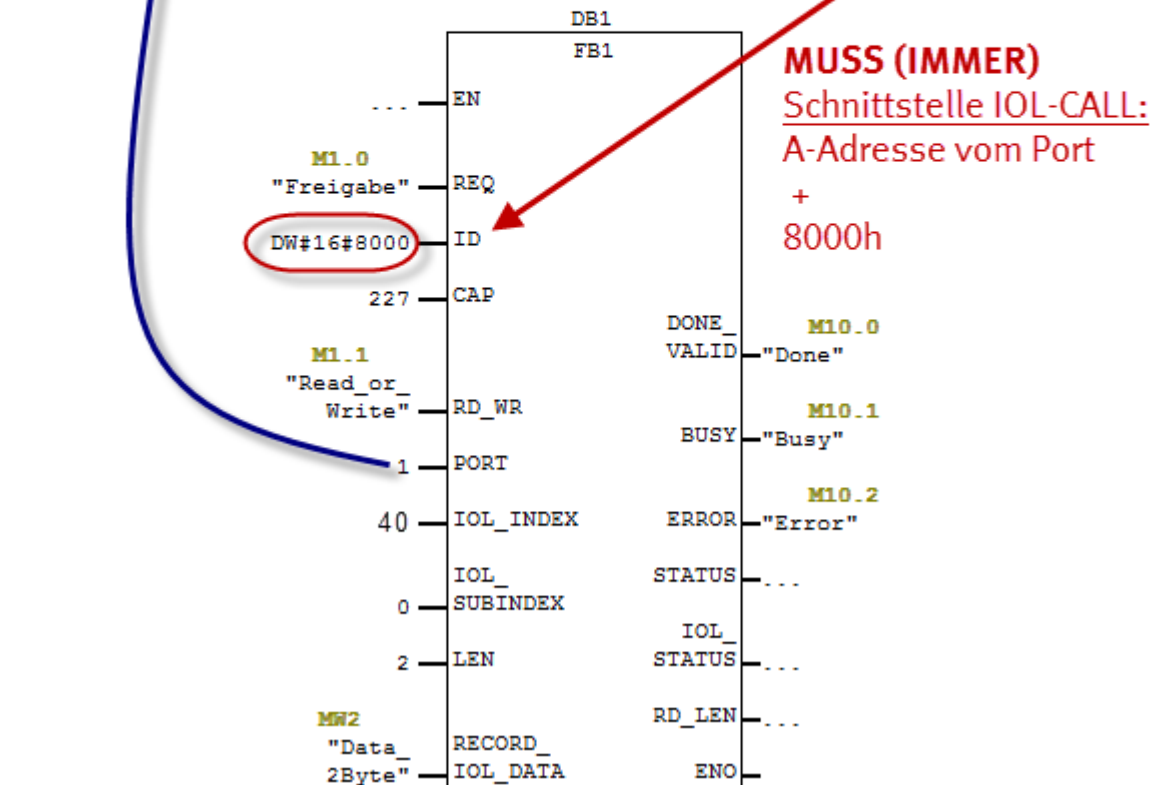 DB1
FB1
... EN
M1.0
"Freigabe" REQ
DW#16#8000 ID
227 CAP
M1.1
"Read_or_
Write" RD_WR
1 PORT
40 IOL_INDEX
IOL_
0 SUBINDEX
2 LEN
MW2
"Data_ RECORD_
2Byte" IOL_DATA
DONE_ M10.0
VALID "Done"
M10.1
BUSY "Busy"
M10.2
ERROR "Error"
STATUS ...
IOL_
STATUS ...
RD_LEN ...
ENO
MUSS (IMMER)
Schnittstelle IOL-CALL:
A-Adresse vom Port
+
8000h